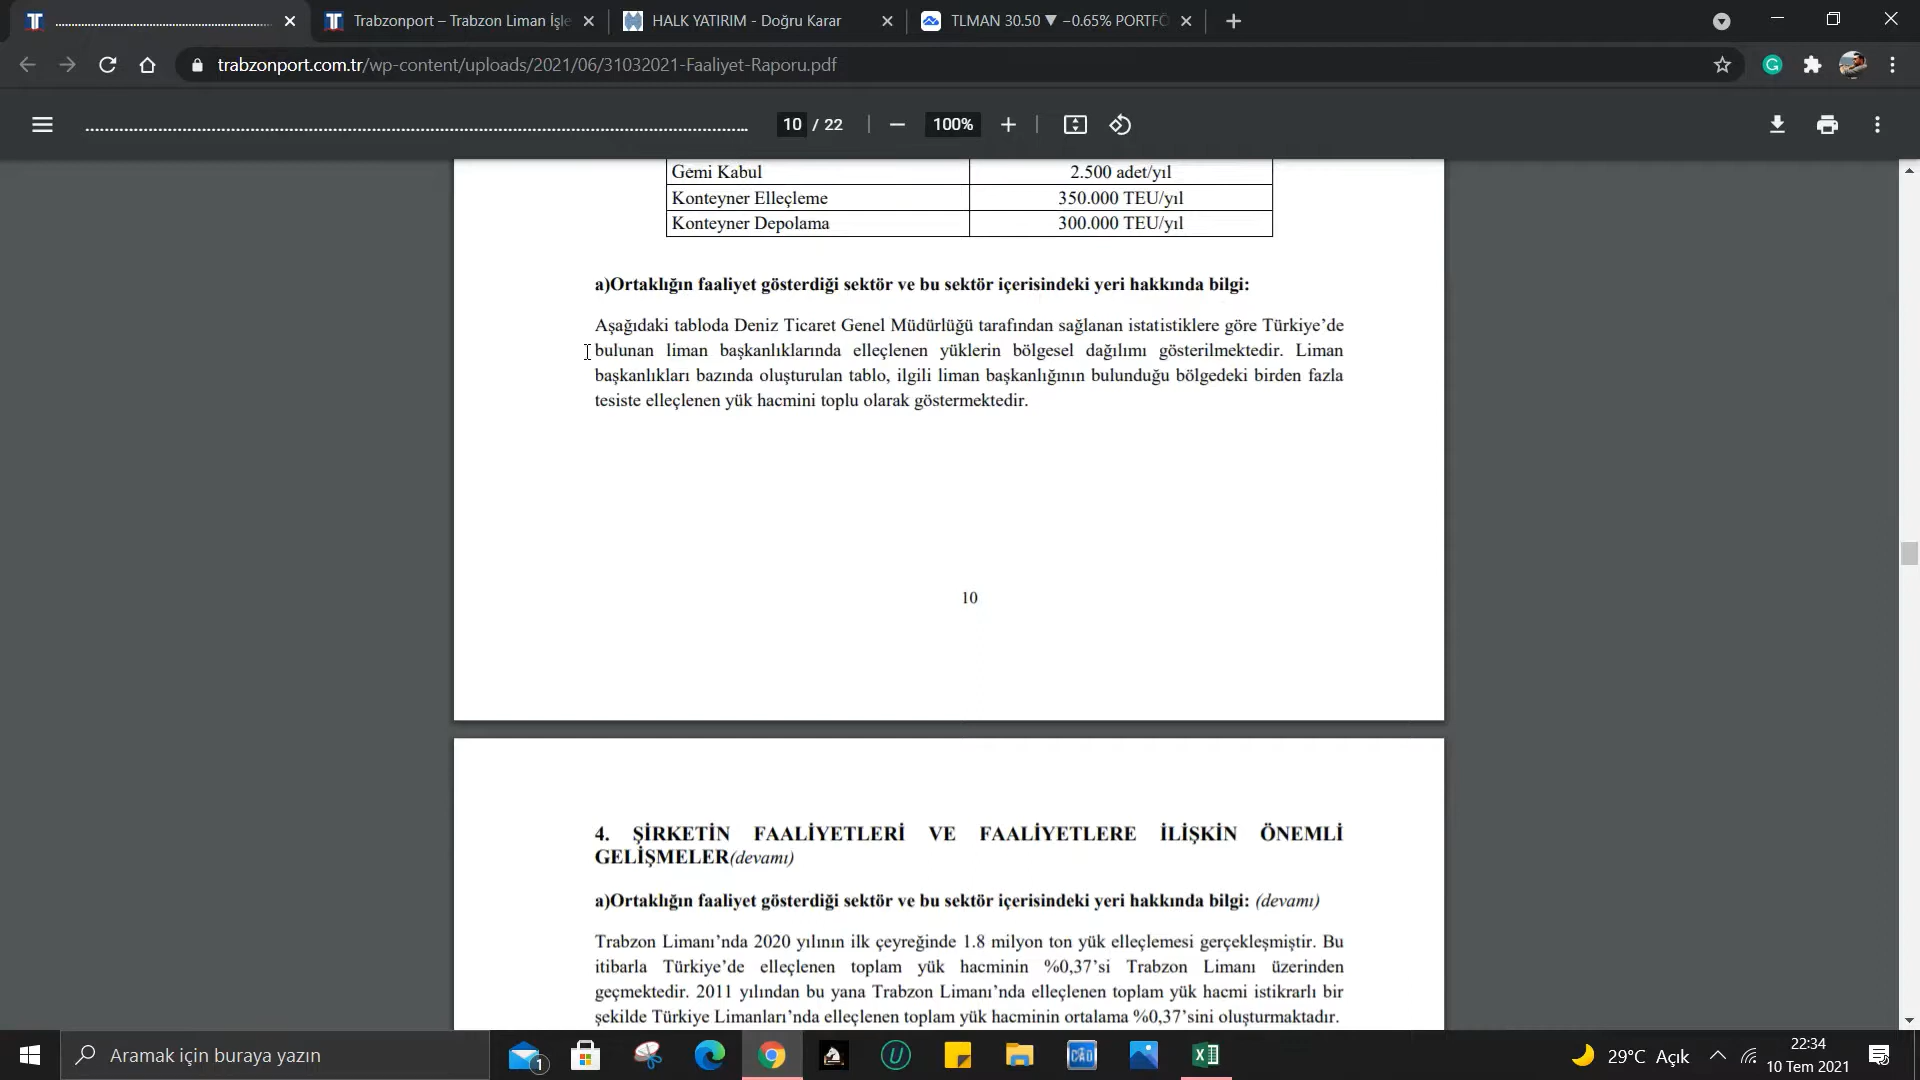 Trabzonport – Trabzon Liman İşle
HALK YATIRIM - Doğru Karar
TLMAN 30.50 ▼ −0.65% PORTFÖ
trabzonport.com.tr/wp-content/uploads/2021/06/31032021-Faaliyet-Raporu.pdf
10 / 22
100%
Gemi Kabul 2.500 adet/yıl
Konteyner Elleçleme 350.000 TEU/yıl
Konteyner Depolama 300.000 TEU/yıl
a)Ortaklığın faaliyet gösterdiği sektör ve bu sektör içerisindeki yeri hakkında bilgi:
Aşağıdaki tabloda Deniz Ticaret Genel Müdürlüğü tarafından sağlanan istatistiklere göre Türkiye’de
bulunan liman başkanlıklarında elleçlenen yüklerin bölgesel dağılımı gösterilmektedir. Liman
başkanlıkları bazında oluşturulan tablo, ilgili liman başkanlığının bulunduğu bölgedeki birden fazla
tesiste elleçlenen yük hacmini toplu olarak göstermektedir.
10
4. ŞİRKETİN FAALİYETLERİ VE FAALİYETLERE İLİŞKİN ÖNEMLİ
GELİŞMELER(devamı)
a)Ortaklığın faaliyet gösterdiği sektör ve bu sektör içerisindeki yeri hakkında bilgi: (devamı)
Trabzon Limanı’nda 2020 yılının ilk çeyreğinde 1.8 milyon ton yük elleçlemesi gerçekleşmiştir. Bu
itibarla Türkiye’de elleçlenen toplam yük hacminin %0,37’si Trabzon Limanı üzerinden
geçmektedir. 2011 yılından bu yana Trabzon Limanı’nda elleçlenen toplam yük hacmi istikrarlı bir
şekilde Türkiye Limanları’nda elleçlenen toplam yük hacminin ortalama %0,37’sini oluşturmaktadır.
Aramak için buraya yazın
1
CAD
29°C Açık
22:34
10 Tem 2021